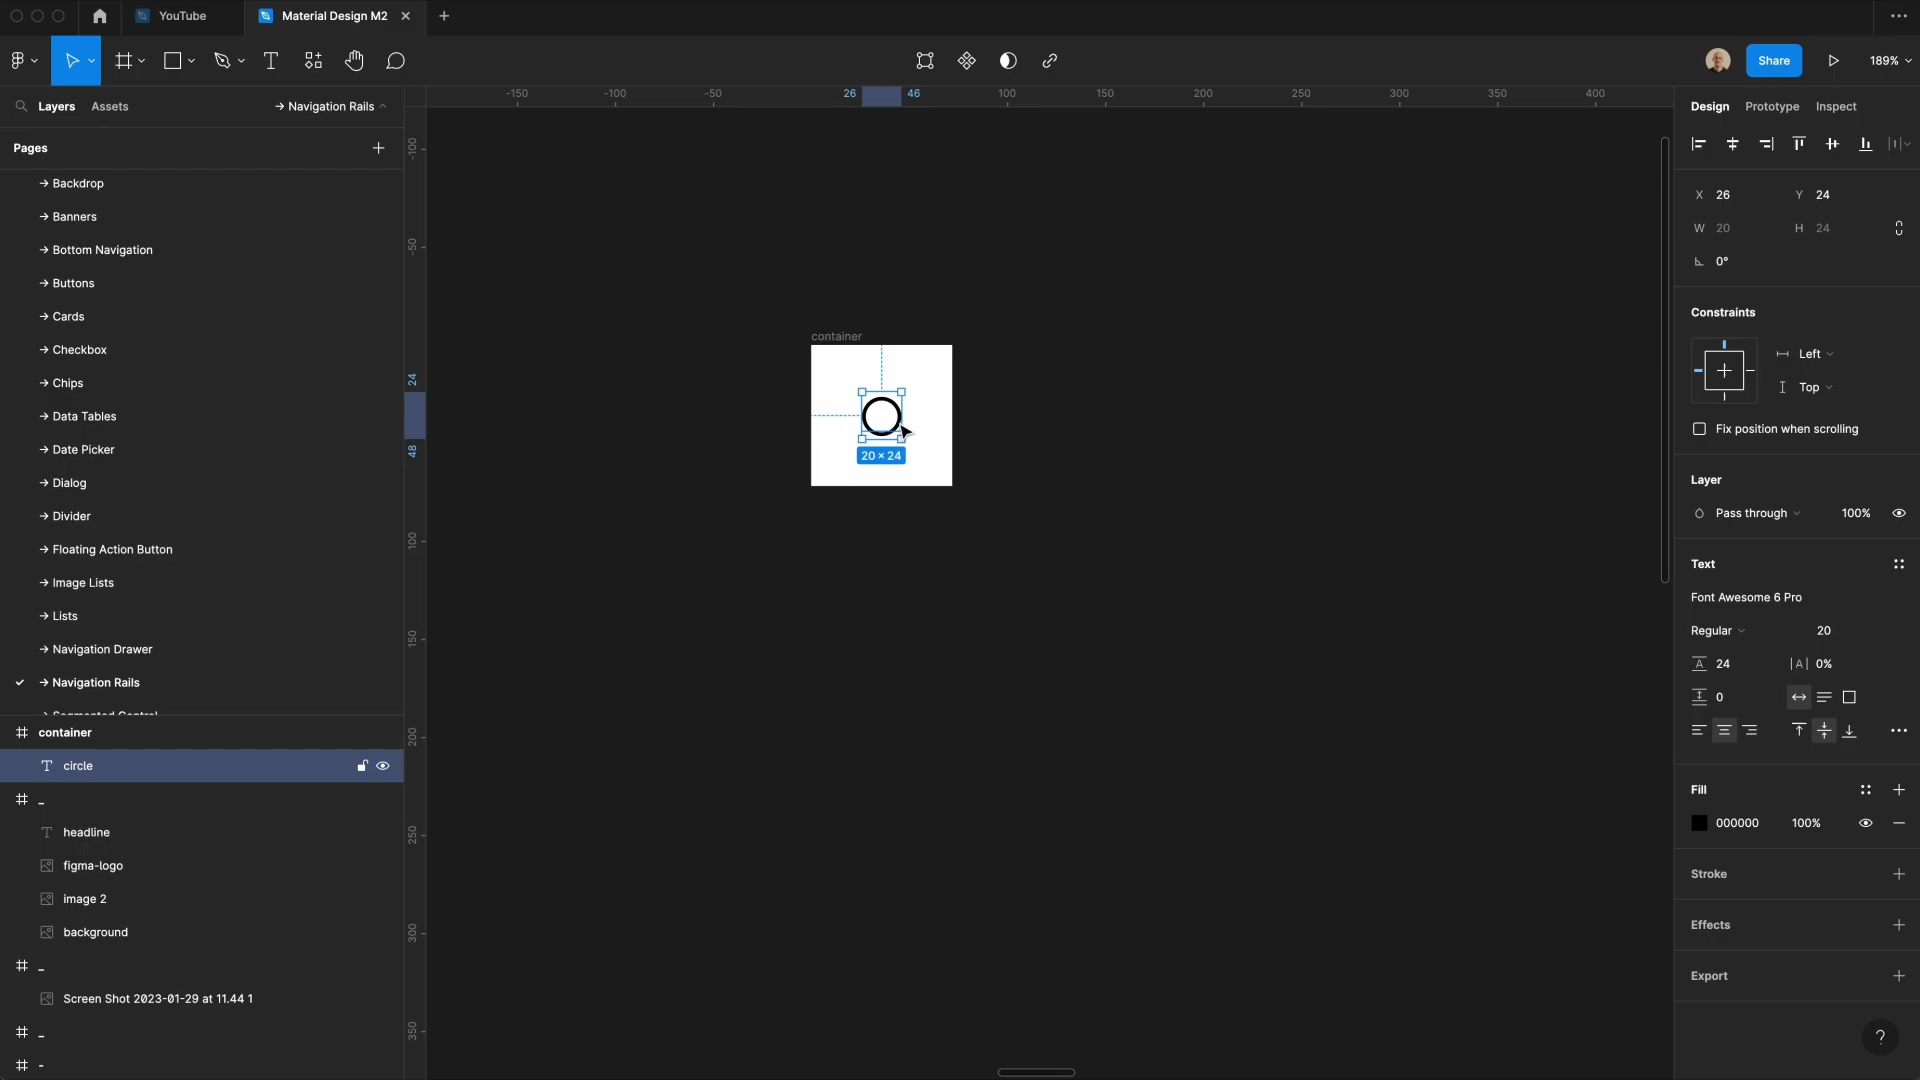 YouTube
Material Design M2
Share
189%
Layers
Assets
→ Navigation Rails
Pages
→ Backdrop
→ Banners
→ Bottom Navigation
→ Buttons
→ Cards
→ Checkbox
→ Chips
→ Data Tables
→ Date Picker
→ Dialog
→ Divider
→ Floating Action Button
→ Image Lists
→ Lists
→ Navigation Drawer
→ Navigation Rails
→ Segmented Control
container
circle
_
headline
figma-logo
image 2
background
_
Screen Shot 2023-01-29 at 11.44 1
_
-
-150
-100
-50
26
46
100
150
200
250
300
350
400
-100
-50
24
48
100
150
200
250
300
350
container
20 × 24
Design
Prototype
Inspect
X 26
Y 24
W 20
H 24
0°
Constraints
Left
Top
Fix position when scrolling
Layer
Pass through
100%
Text
Font Awesome 6 Pro
Regular
20
24
0%
0
Fill
000000
100%
Stroke
Effects
Export
?